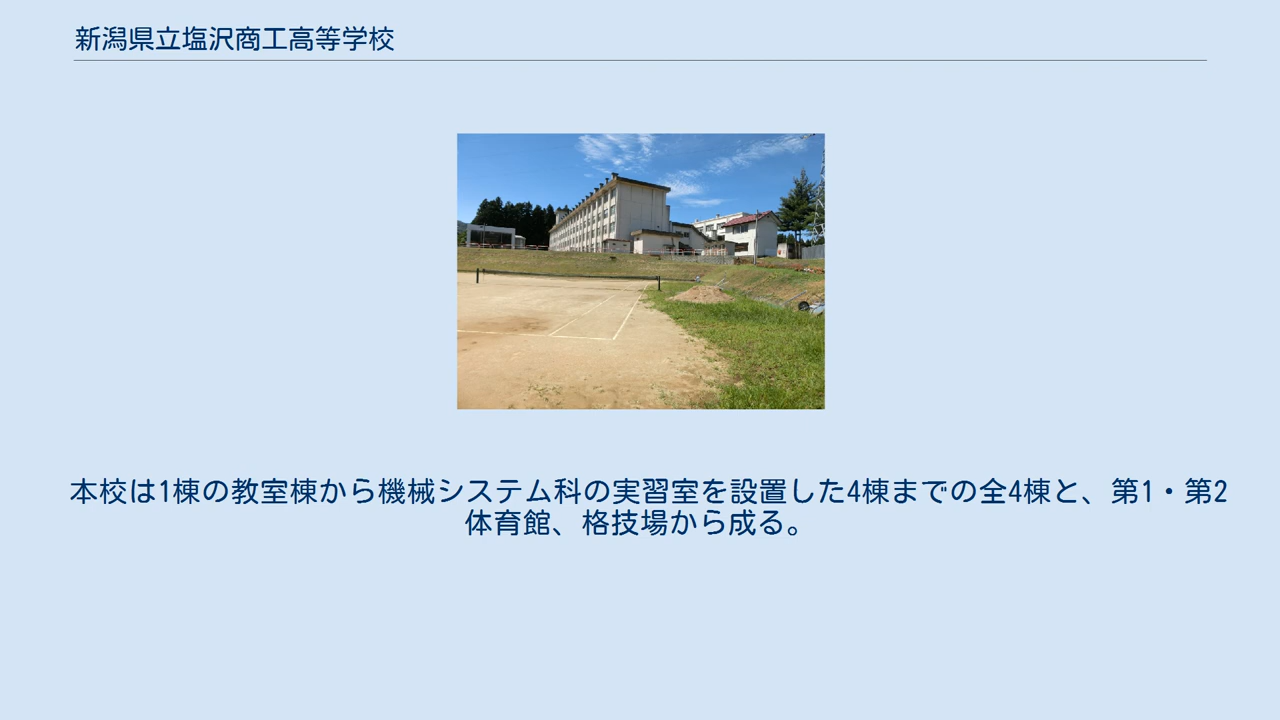 新潟県立塩沢商工高等学校
本校は1棟の教室棟から機械システム科の実習室を設置した4棟までの全4棟と、第1・第2
体育館、格技場から成る。